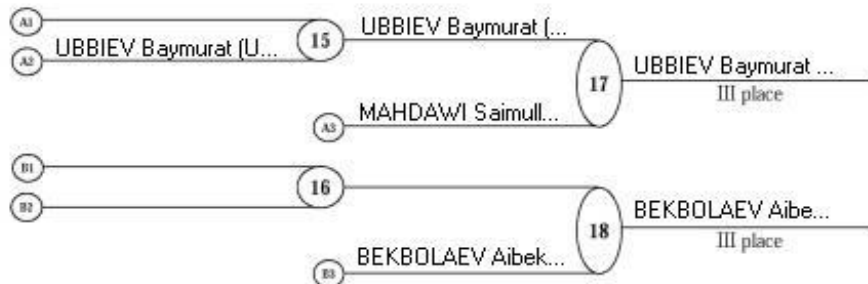 A1
UBBIEV Baymurat (...
15
A2
UBBIEV Baymurat (U...
17
UBBIEV Baymurat ...
III place
A3
MAHDAWI Saimull...
B1
16
B2
18
BEKBOLAEV Aibe...
III place
B3
BEKBOLAEV Aibek...